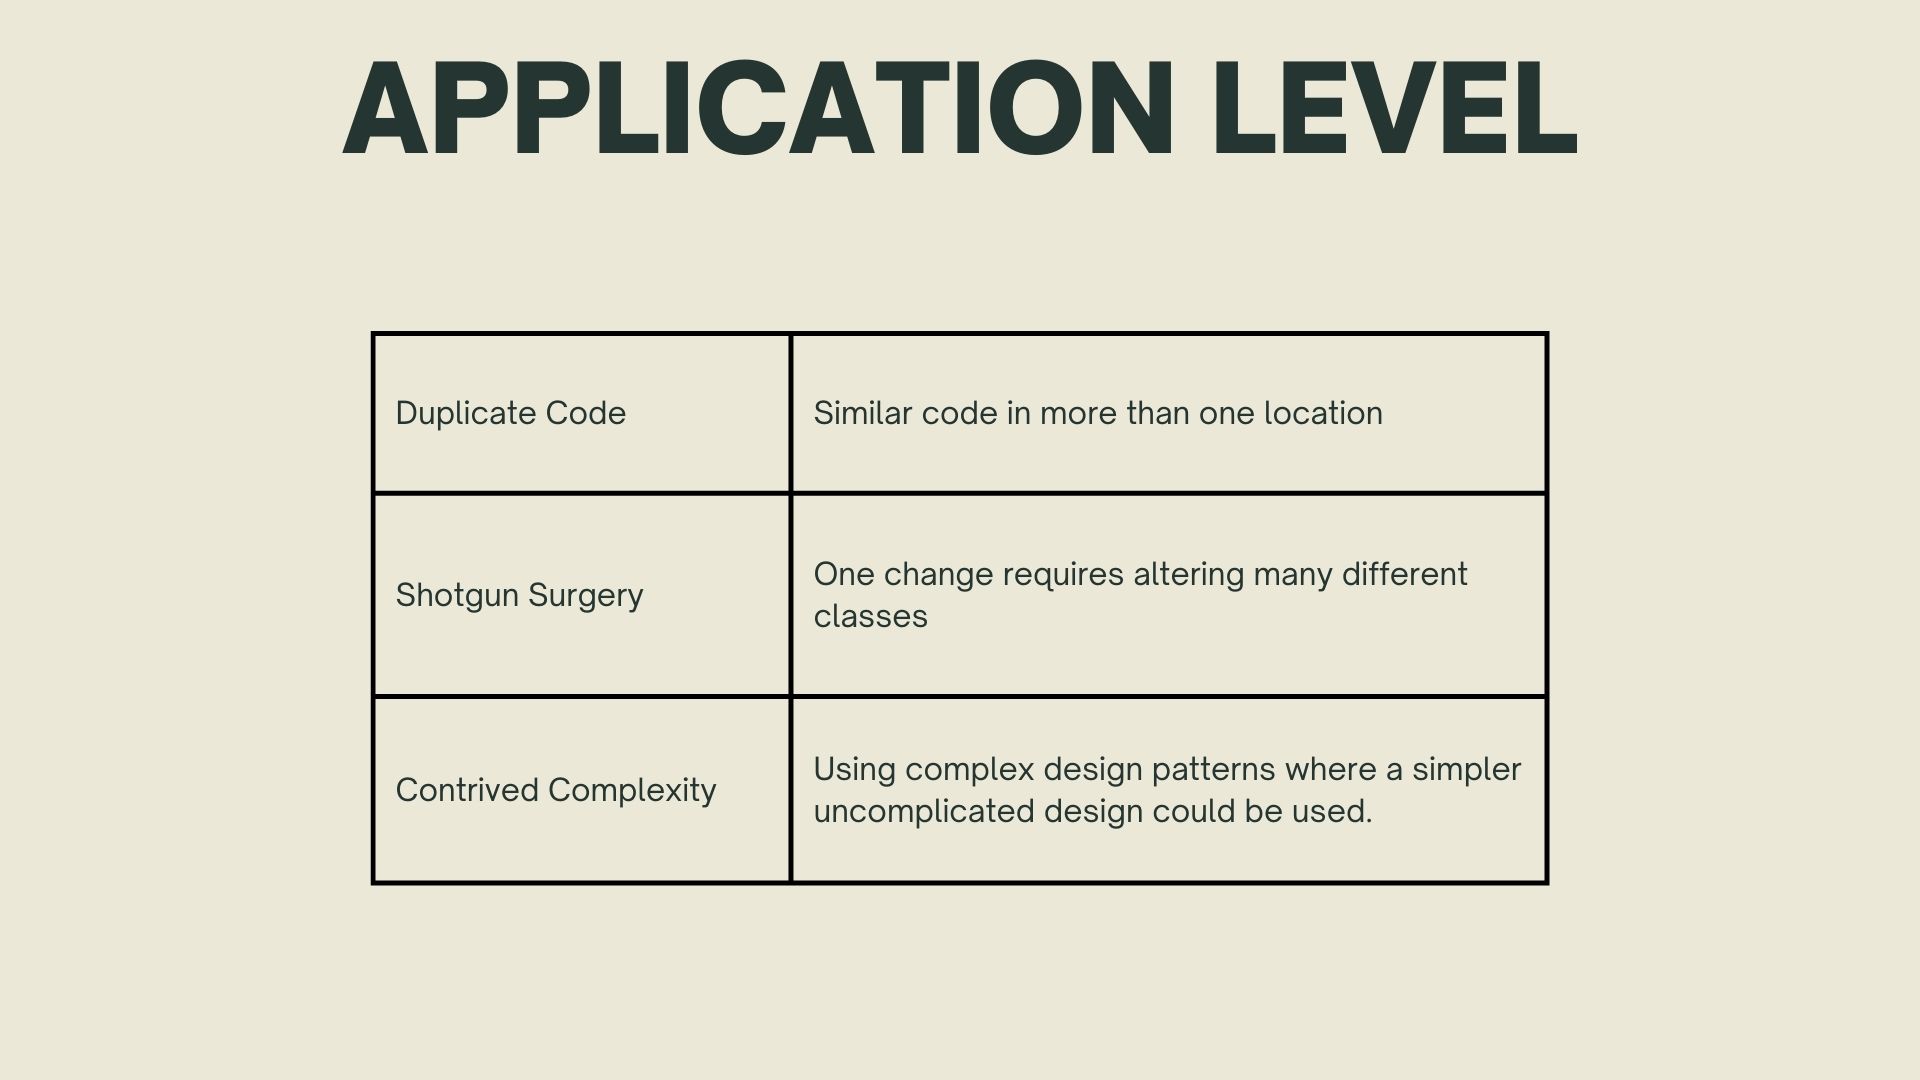 APPLICATION LEVEL
Duplicate Code
Similar code in more than one location
Shotgun Surgery
One change requires altering many different
classes
Contrived Complexity
Using complex design patterns where a simpler
uncomplicated design could be used.